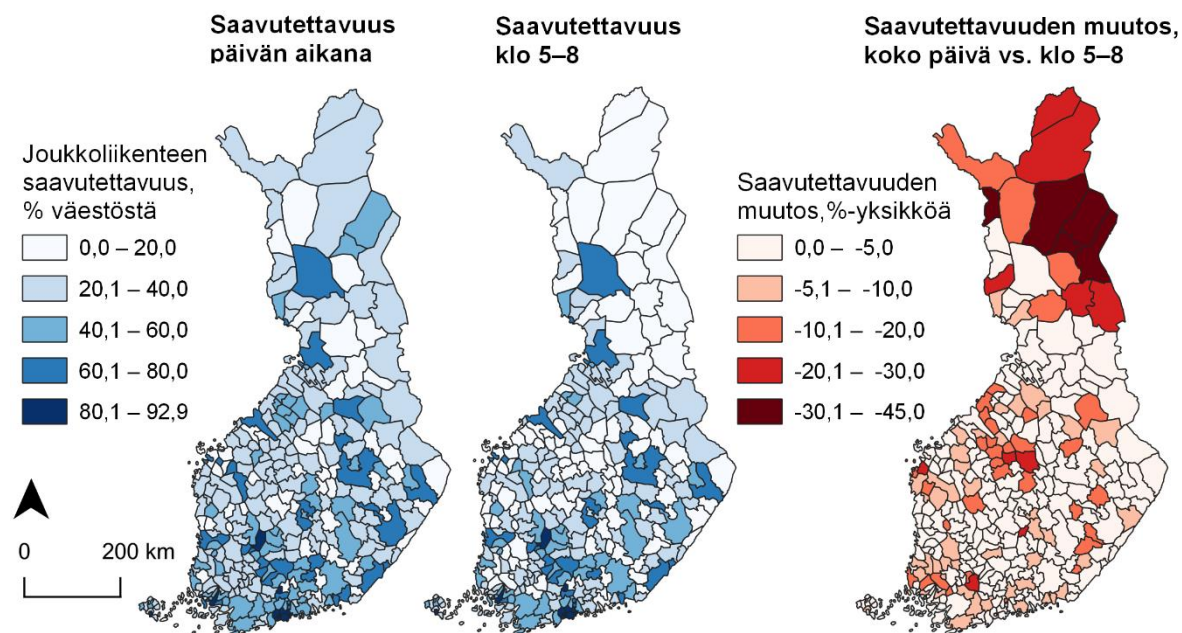 Saavutettavuus
päivän aikana
Saavutettavuus
klo 5–8
Saavutettavuuden muutos,
koko päivä vs. klo 5–8
Joukkoliikenteen
saavutettavuus,
% väestöstä
0,0 – 20,0
20,1 – 40,0
40,1 – 60,0
60,1 – 80,0
80,1 – 92,9
0
200 km
Saavutettavuuden
muutos,%-yksikköä
0,0 – -5,0
-5,1 – -10,0
-10,1 – -20,0
-20,1 – -30,0
-30,1 – -45,0